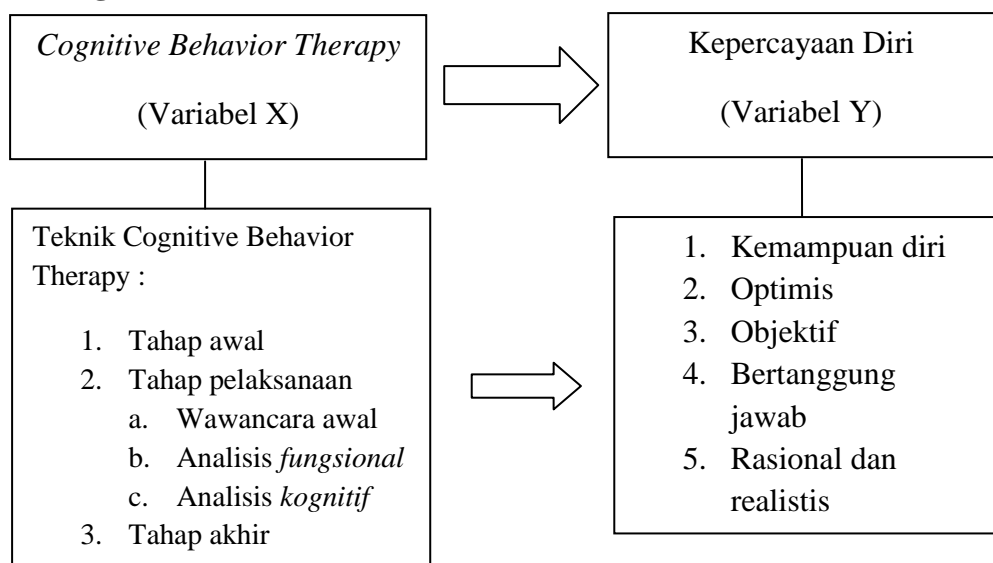 Cognitive Behavior Therapy
(Variabel X)
Kepercayaan Diri
(Variabel Y)
Teknik Cognitive Behavior
Therapy :
1. Tahap awal
2. Tahap pelaksanaan
a. Wawancara awal
b. Analisis fungsional
c. Analisis kognitif
3. Tahap akhir
1. Kemampuan diri
2. Optimis
3. Objektif
4. Bertanggung
jawab
5. Rasional dan
realistis